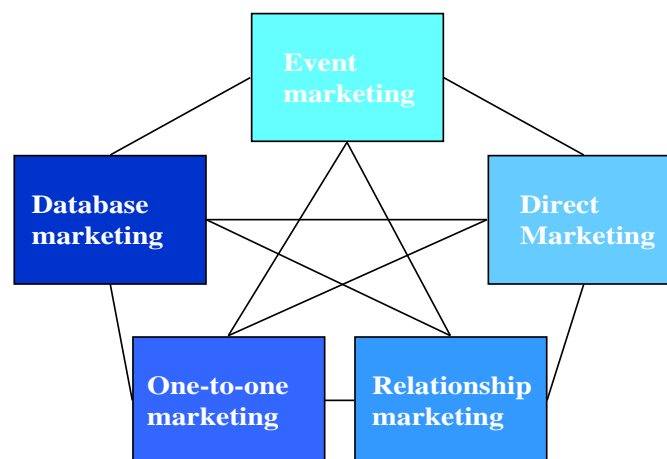 Event
marketing
Database
marketing
Direct
Marketing
One-to-one
marketing
Relationship
marketing